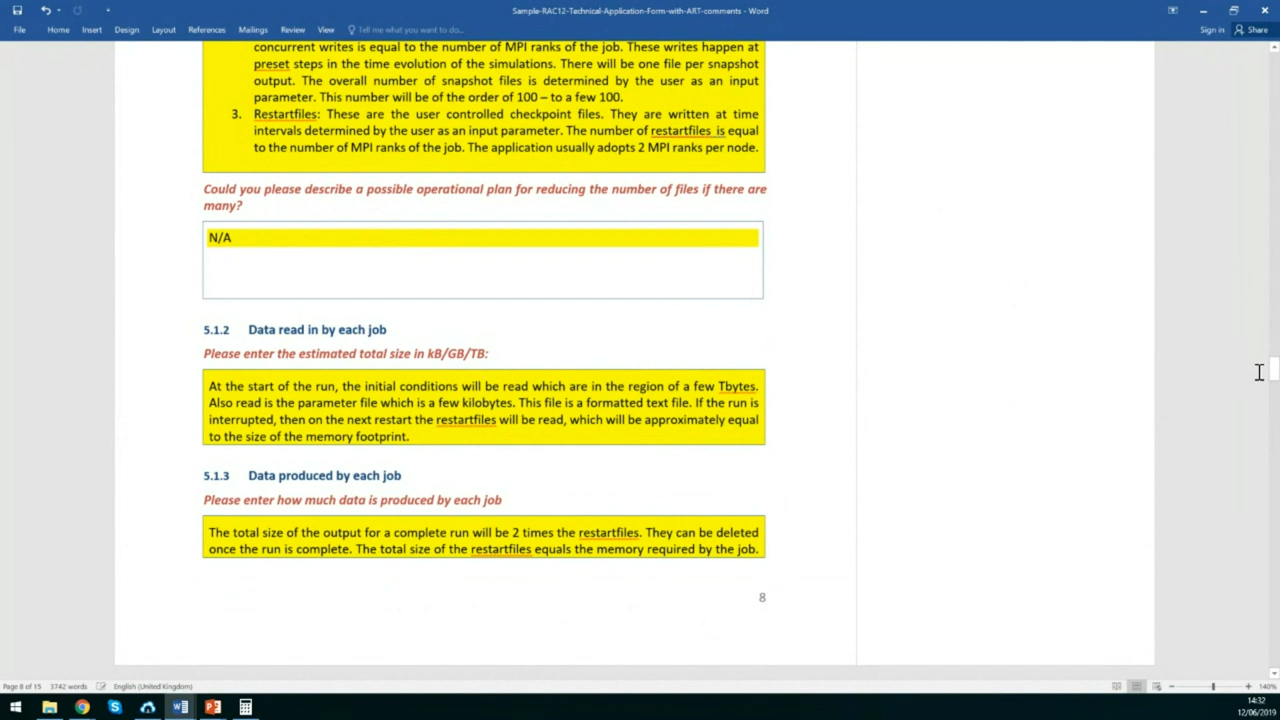 Sample-RAC12-Technical-Application-Form-with-ART-comments - Word
File Home Insert Design Layout References Mailings Review View Tell me what you want to do... Sign in Share
concurrent writes is equal to the number of MPI ranks of the job. These writes happen at
preset steps in the time evolution of the simulations. There will be one file per snapshot
output. The overall number of snapshot files is determined by the user as an input
parameter. This number will be of the order of 100 – to a few 100.
3. Restartfiles: These are the user controlled checkpoint files. They are written at time
intervals determined by the user as an input parameter. The number of restartfiles is equal
to the number of MPI ranks of the job. The application usually adopts 2 MPI ranks per node.
Could you please describe a possible operational plan for reducing the number of files if there are
many?
N/A
5.1.2 Data read in by each job
Please enter the estimated total size in kB/GB/TB:
At the start of the run, the initial conditions will be read which are in the region of a few Tbytes.
Also read is the parameter file which is a few kilobytes. This file is a formatted text file. If the run is
interrupted, then on the next restart the restartfiles will be read, which will be approximately equal
to the size of the memory footprint.
5.1.3 Data produced by each job
Please enter how much data is produced by each job
The total size of the output for a complete run will be 2 times the restartfiles. They can be deleted
once the run is complete. The total size of the restartfiles equals the memory required by the job.
8
Page 8 of 15 3742 words English (United Kingdom) 140%
14:32
12/06/2019